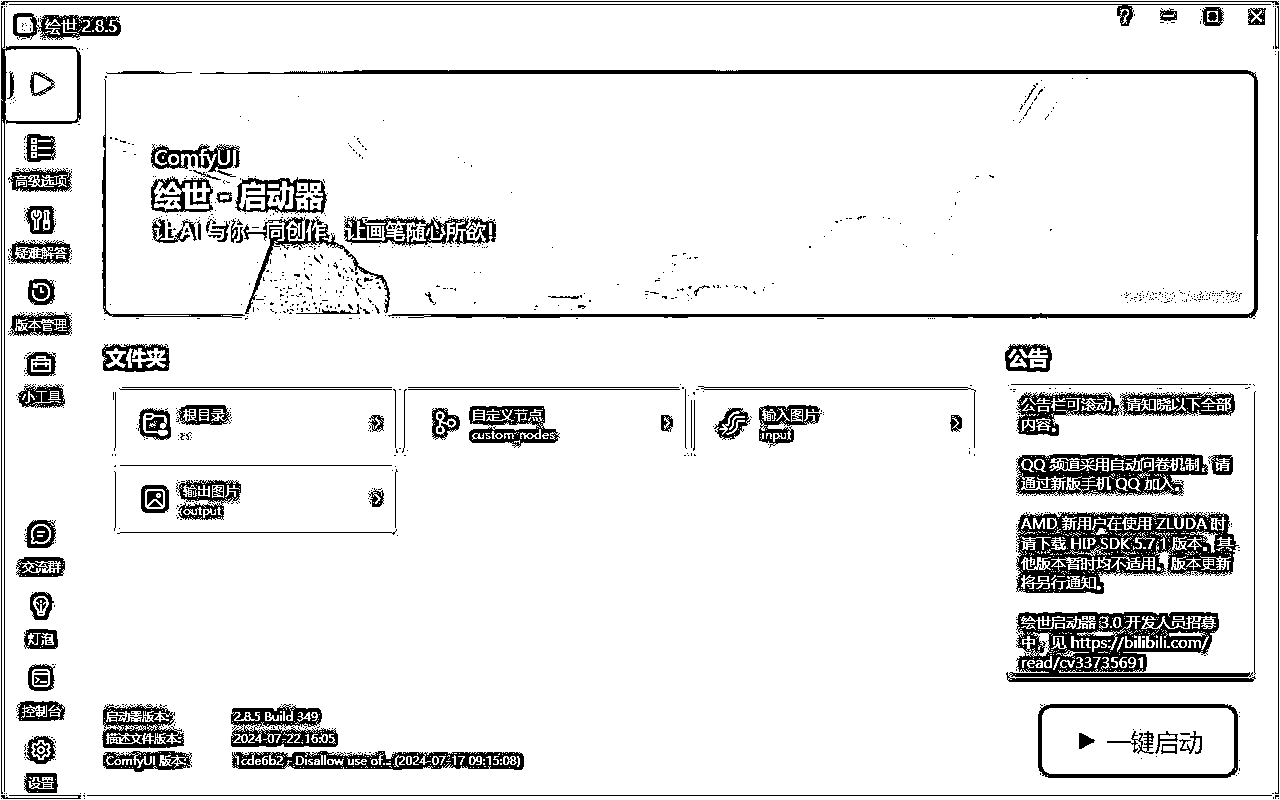 绘世 2.8.5
高级选项
疑难解答
版本管理
小工具
交流群
灯泡
控制台
设置
ComfyUI
绘世 - 启动器
让 AI 与你一同创作，让画笔随心所欲！
文件夹
根目录
自定义节点
custom_nodes
输入图片
input
输出图片
output
公告
公告栏可滚动，请知悉以下全部
内容。
QQ 频道采用自动问卷机制，请
通过新版手机 QQ 加入。
AMD 新用户在使用 ZLUDA 时
请下载 HIP SDK 5.7.1 版本。其
他版本暂时均不适用。版本更新
将另行通知。
绘世启动器 3.0 开发人员招募
中，见 https://bilibili.com/
read/cv33735691
启动器版本: 2.8.5 Build 349
描述文件版本: 2024-07-22 16:05
ComfyUI 版本: 1cde6b2 - Disallow use of.. (2024-07-17 09:15:08)
一键启动